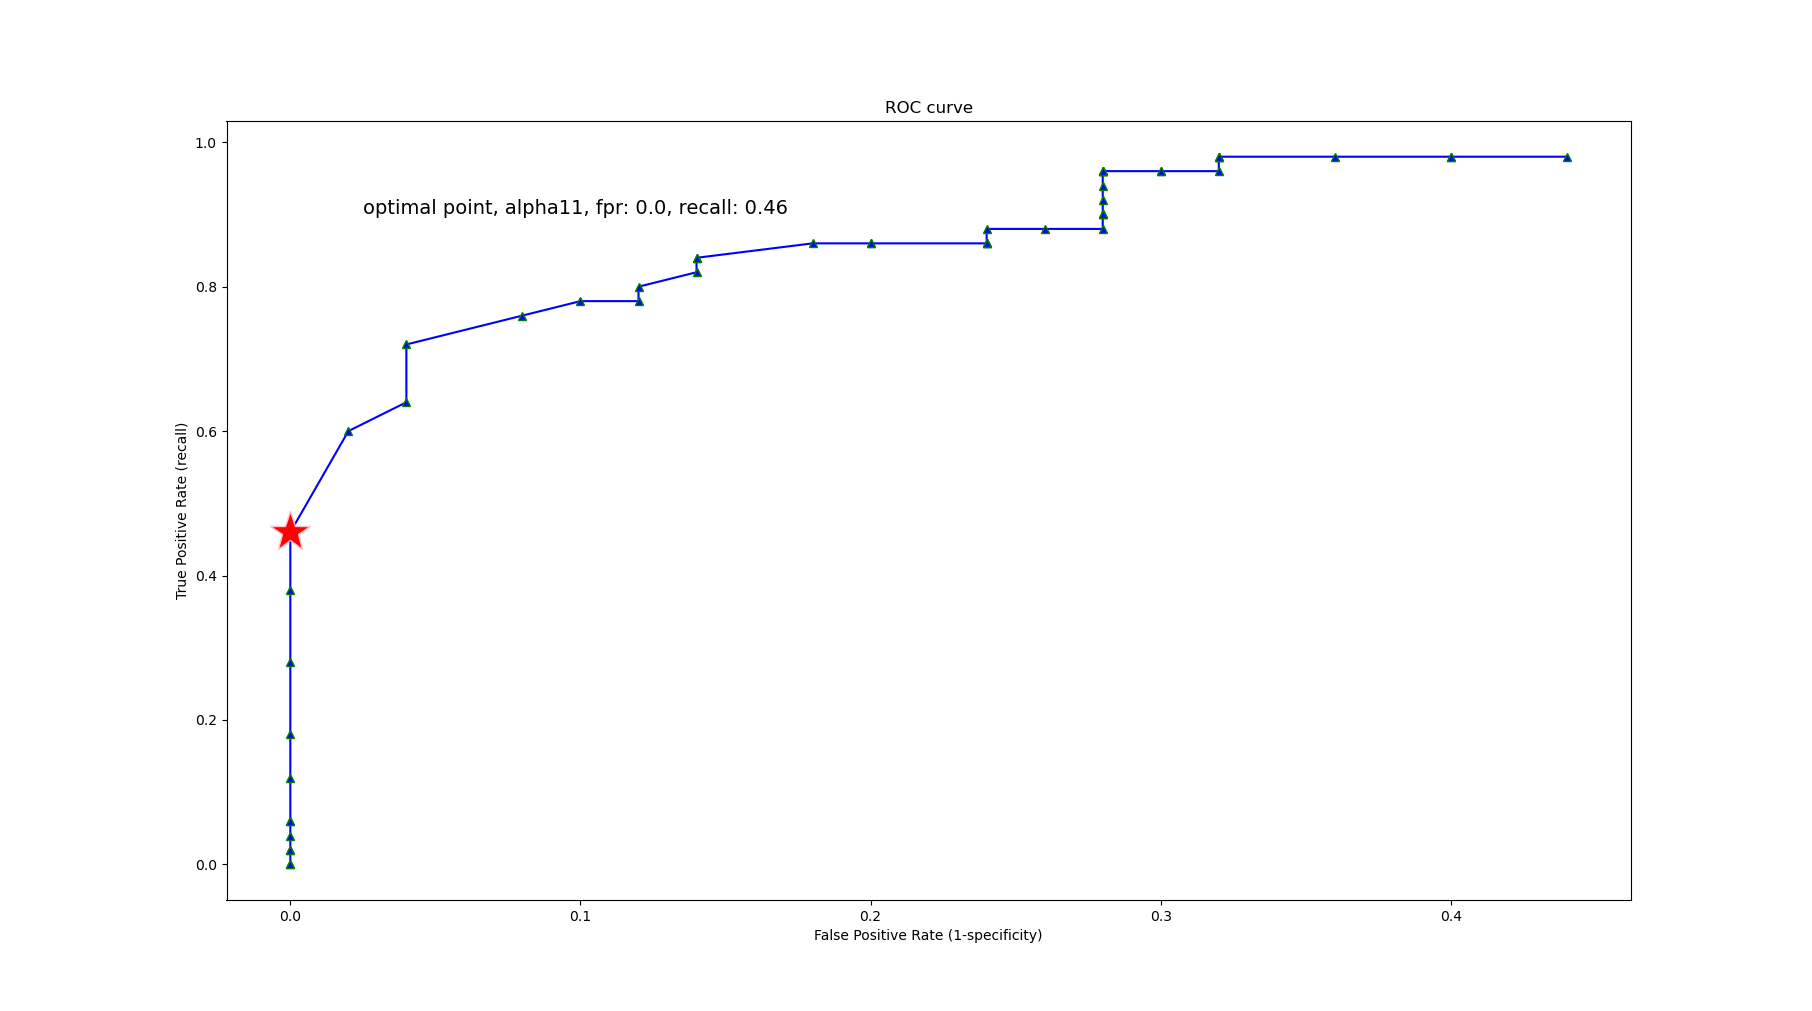 ROC curve
optimal point, alpha11, fpr: 0.0, recall: 0.46
True Positive Rate (recall)
1.0
0.8
0.6
0.4
0.2
0.0
0.0 0.1 0.2 0.3 0.4
False Positive Rate (1-specificity)